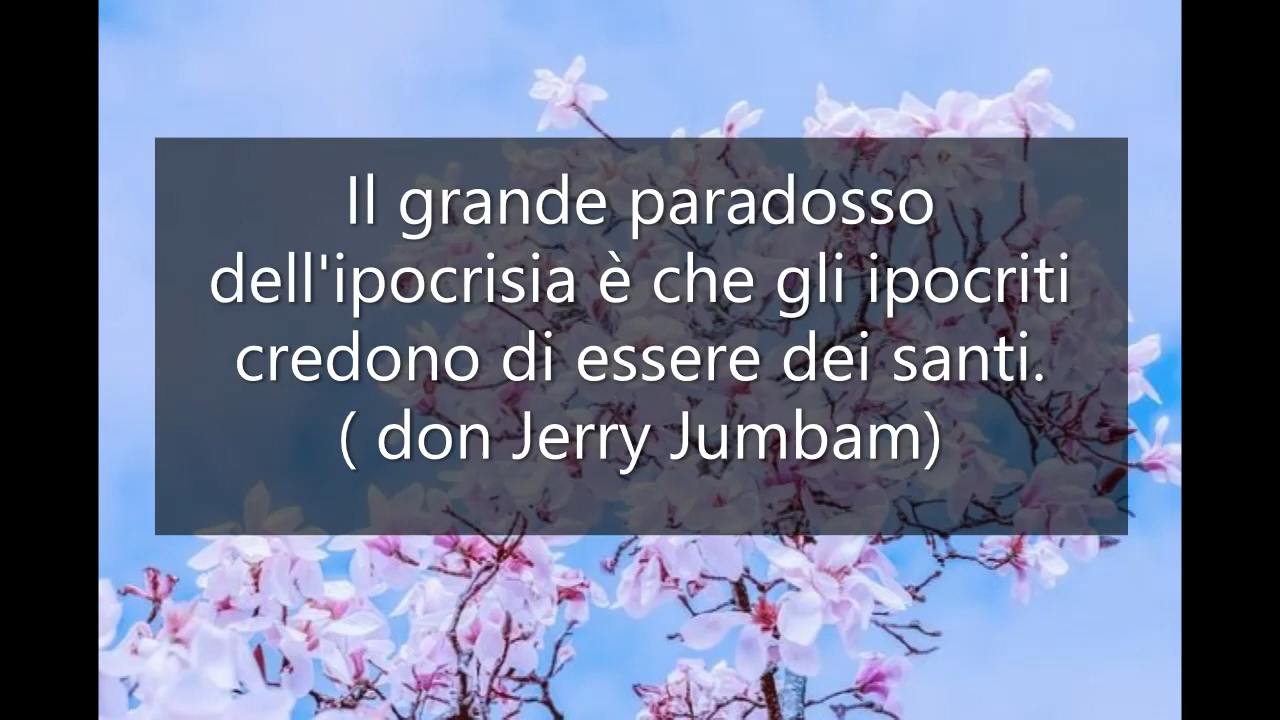 Il grande paradosso
dell'ipocrisia è che gli ipocriti
credono di essere dei santi.
( don Jerry Jumbam)